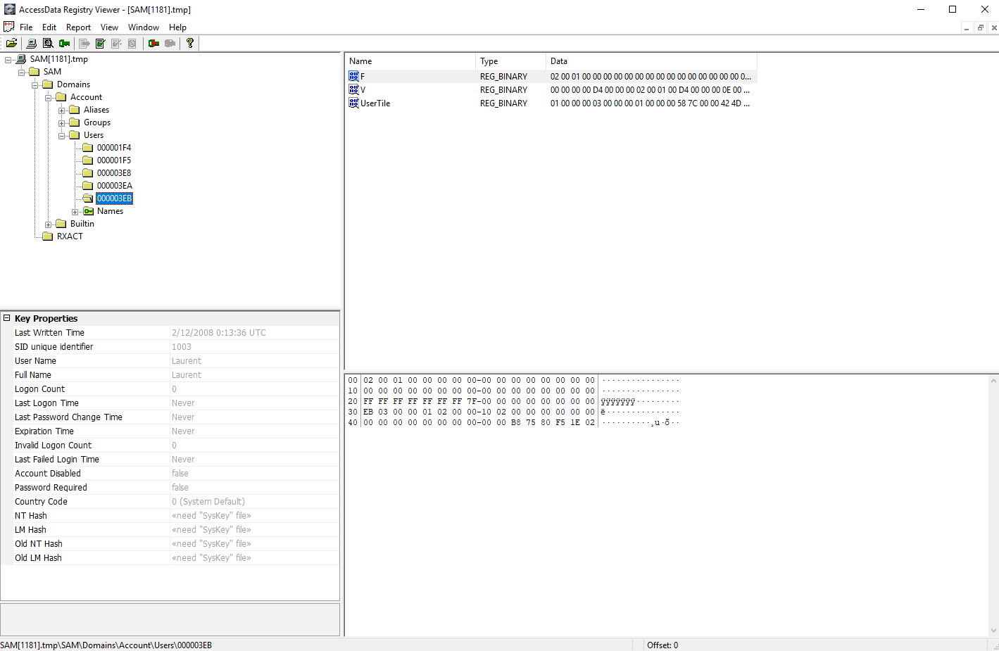 AccessData Registry Viewer - [SAM[1181].tmp]
File Edit Report View Window Help
SAM[1181].tmp
SAM
Domains
Account
Aliases
Groups
Users
000001F4
000001F5
000003E8
000003EA
000003EB
Names
Builtin
RXACT
Name Type Data
F REG_BINARY 02 00 01 00 00 00 00 00 00 00 00 00 00 00 00 00 00 00 0...
V REG_BINARY 00 00 00 00 D4 00 00 00 02 00 01 00 D4 00 00 00 0E 00 ...
UserTile REG_BINARY 01 00 00 00 03 00 00 00 01 00 00 00 58 7C 00 00 42 4D ...
Key Properties
Last Written Time 2/12/2008 0:13:36 UTC
SID unique identifier 1003
User Name Laurent
Full Name Laurent
Logon Count 0
Last Logon Time Never
Last Password Change Time Never
Expiration Time Never
Invalid Logon Count 0
Last Failed Login Time Never
Account Disabled false
Password Required false
Country Code 0 (System Default)
NT Hash «need "SysKey" file»
LM Hash «need "SysKey" file»
Old NT Hash «need "SysKey" file»
Old LM Hash «need "SysKey" file»
00 02 00 01 00 00 00 00 00-00 00 00 00 00 00 00 00 ················
10 00 00 00 00 00 00 00 00-00 00 00 00 00 00 00 00 ················
20 FF FF FF FF FF FF FF 7F-00 00 00 00 00 00 00 00 ÿÿÿÿÿÿÿ·········
30 EB 03 00 00 01 02 00 00-10 02 00 00 00 00 00 00 ë···············
40 00 00 00 00 00 00 00 00-00 00 B8 75 80 F5 1E 02 ··········¸u·õ··
SAM[1181].tmp\SAM\Domains\Account\Users\000003EB
Offset: 0